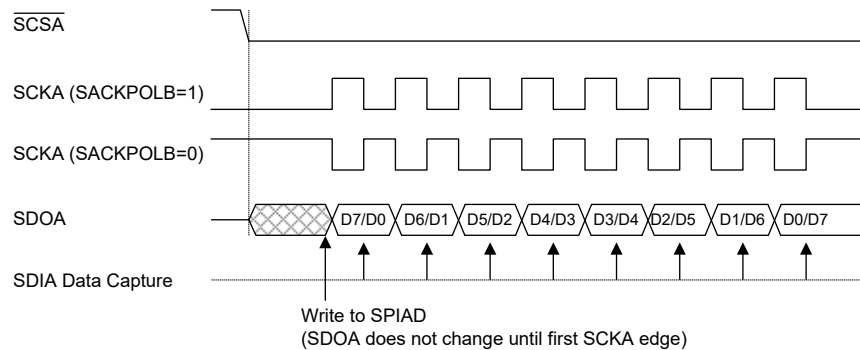 SCSA
SCKA (SACKPOLB=1)
SCKA (SACKPOLB=0)
SDOA D7/D0 D6/D1 D5/D2 D4/D3 D3/D4 D2/D5 D1/D6 D0/D7
SDIA Data Capture
Write to SPIAD
(SDOA does not change until first SCKA edge)